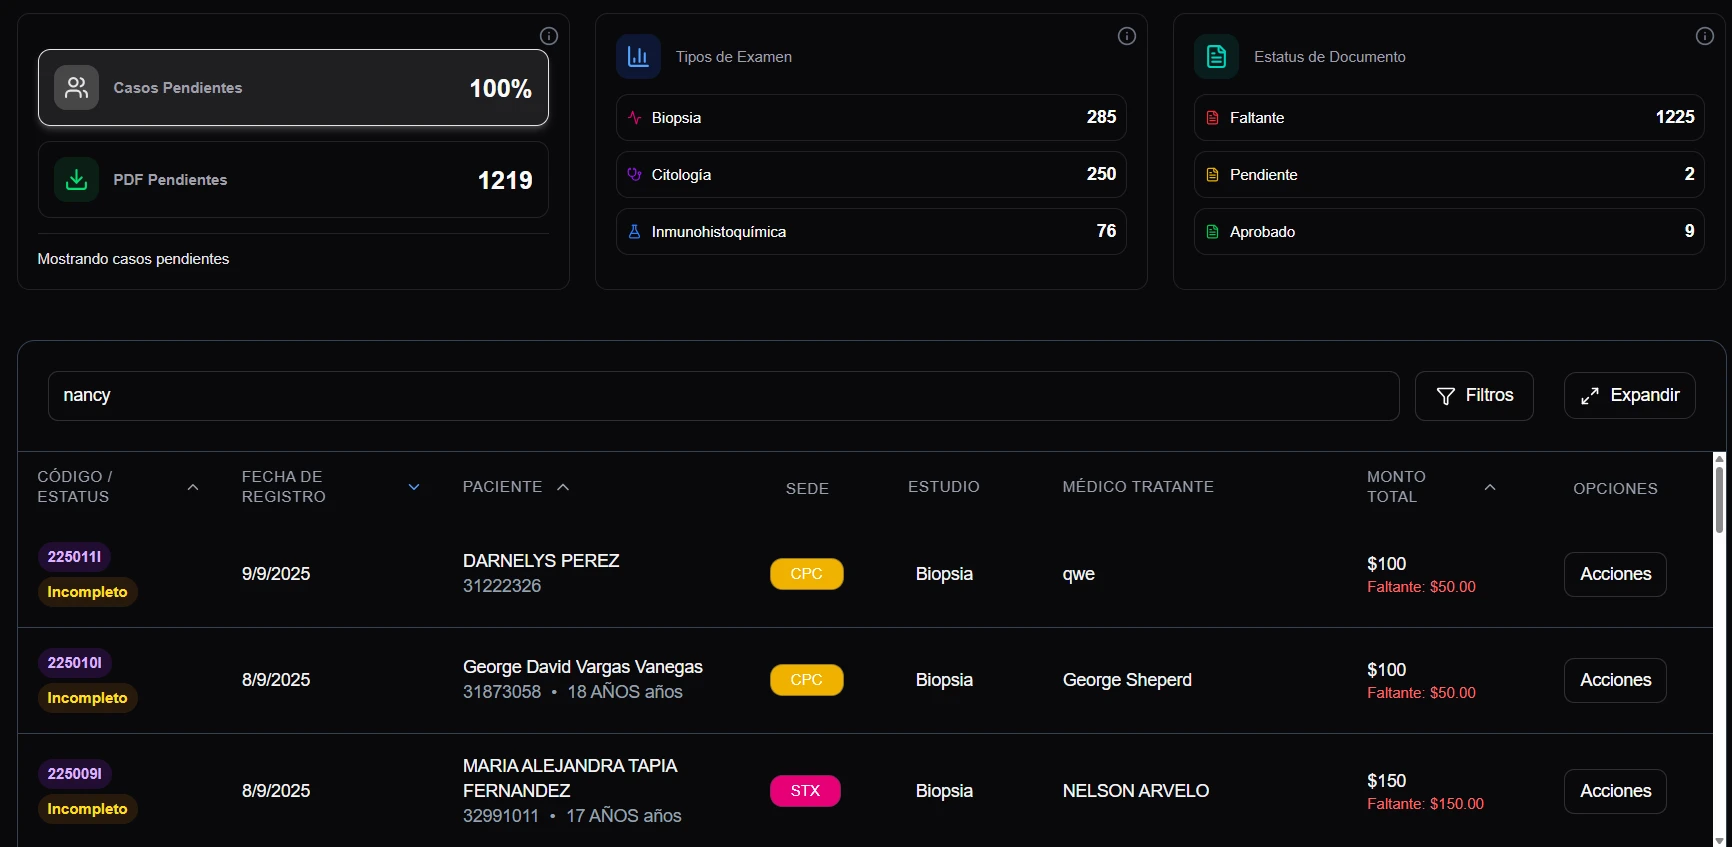 Casos Pendientes 100%
PDF Pendientes 1219
Mostrando casos pendientes
Tipos de Examen
Biopsia 285
Citología 250
Inmunohistoquímica 76
Estatus de Documento
Faltante 1225
Pendiente 2
Aprobado 9
nancy
Filtros
Expandir
CÓDIGO /
ESTATUS
FECHA DE
REGISTRO
PACIENTE
SEDE
ESTUDIO
MÉDICO TRATANTE
MONTO
TOTAL
OPCIONES
225011I
Incompleto
9/9/2025
DARNELYS PEREZ
31222326
CPC
Biopsia
qwe
$100
Faltante: $50.00
Acciones
225010I
Incompleto
8/9/2025
George David Vargas Vanegas
31873058 • 18 AÑOS años
CPC
Biopsia
George Sheperd
$100
Faltante: $50.00
Acciones
225009I
Incompleto
8/9/2025
MARIA ALEJANDRA TAPIA
FERNANDEZ
32991011 • 17 AÑOS años
STX
Biopsia
NELSON ARVELO
$150
Faltante: $150.00
Acciones